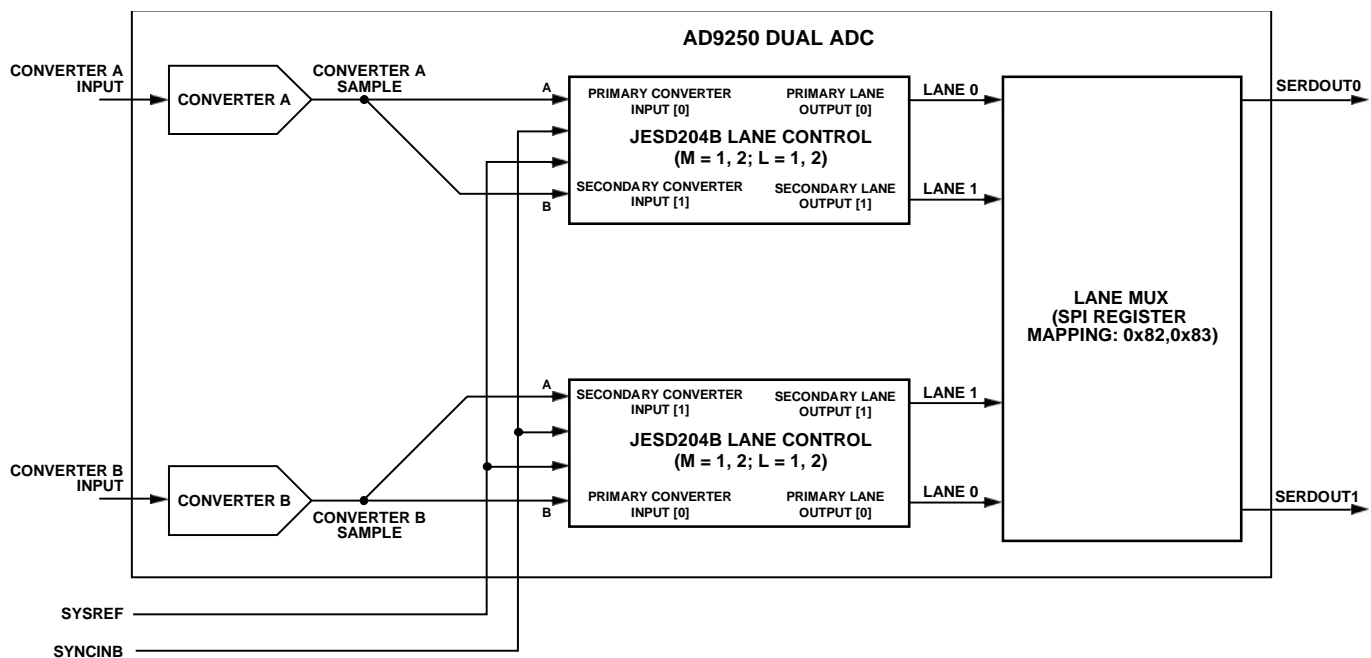 AD9250 DUAL ADC
CONVERTER A
INPUT
CONVERTER A
CONVERTER A
SAMPLE
A
PRIMARY CONVERTER
INPUT [0]
PRIMARY LANE
OUTPUT [0]
JESD204B LANE CONTROL
(M = 1, 2; L = 1, 2)
SECONDARY CONVERTER
INPUT [1]
SECONDARY LANE
OUTPUT [1]
B
LANE 0
LANE 1
SERDOUT0
LANE MUX
(SPI REGISTER
MAPPING: 0x82,0x83)
A
SECONDARY CONVERTER
INPUT [1]
SECONDARY LANE
OUTPUT [1]
JESD204B LANE CONTROL
(M = 1, 2; L = 1, 2)
PRIMARY CONVERTER
INPUT [0]
PRIMARY LANE
OUTPUT [0]
B
LANE 1
LANE 0
CONVERTER B
INPUT
CONVERTER B
CONVERTER B
SAMPLE
SERDOUT1
SYSREF
SYNCINB